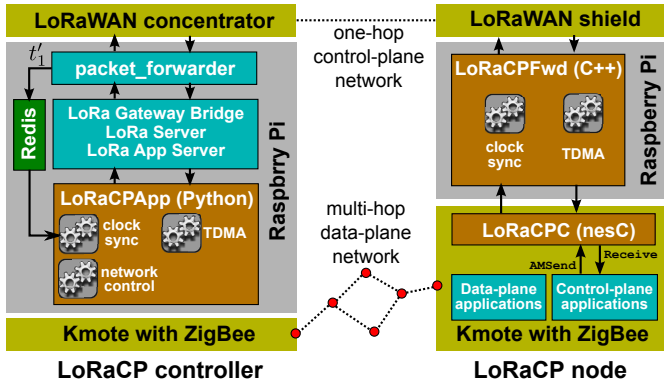 LoRaWAN concentrator
t′₁
packet_forwarder
Redis
LoRa Gateway Bridge
LoRa Server
LoRa App Server
LoRaCPApp (Python)
clock
sync
TDMA
network
control
Raspbrry Pi
Kmote with ZigBee
LoRaCP controller
one-hop
control-plane
network
multi-hop
data-plane
network
LoRaWAN shield
LoRaCPFwd (C++)
clock
sync
TDMA
Raspberry Pi
LoRaCPC (nesC)
AMSend
Receive
Data-plane
applications
Control-plane
applications
Kmote with ZigBee
LoRaCP node